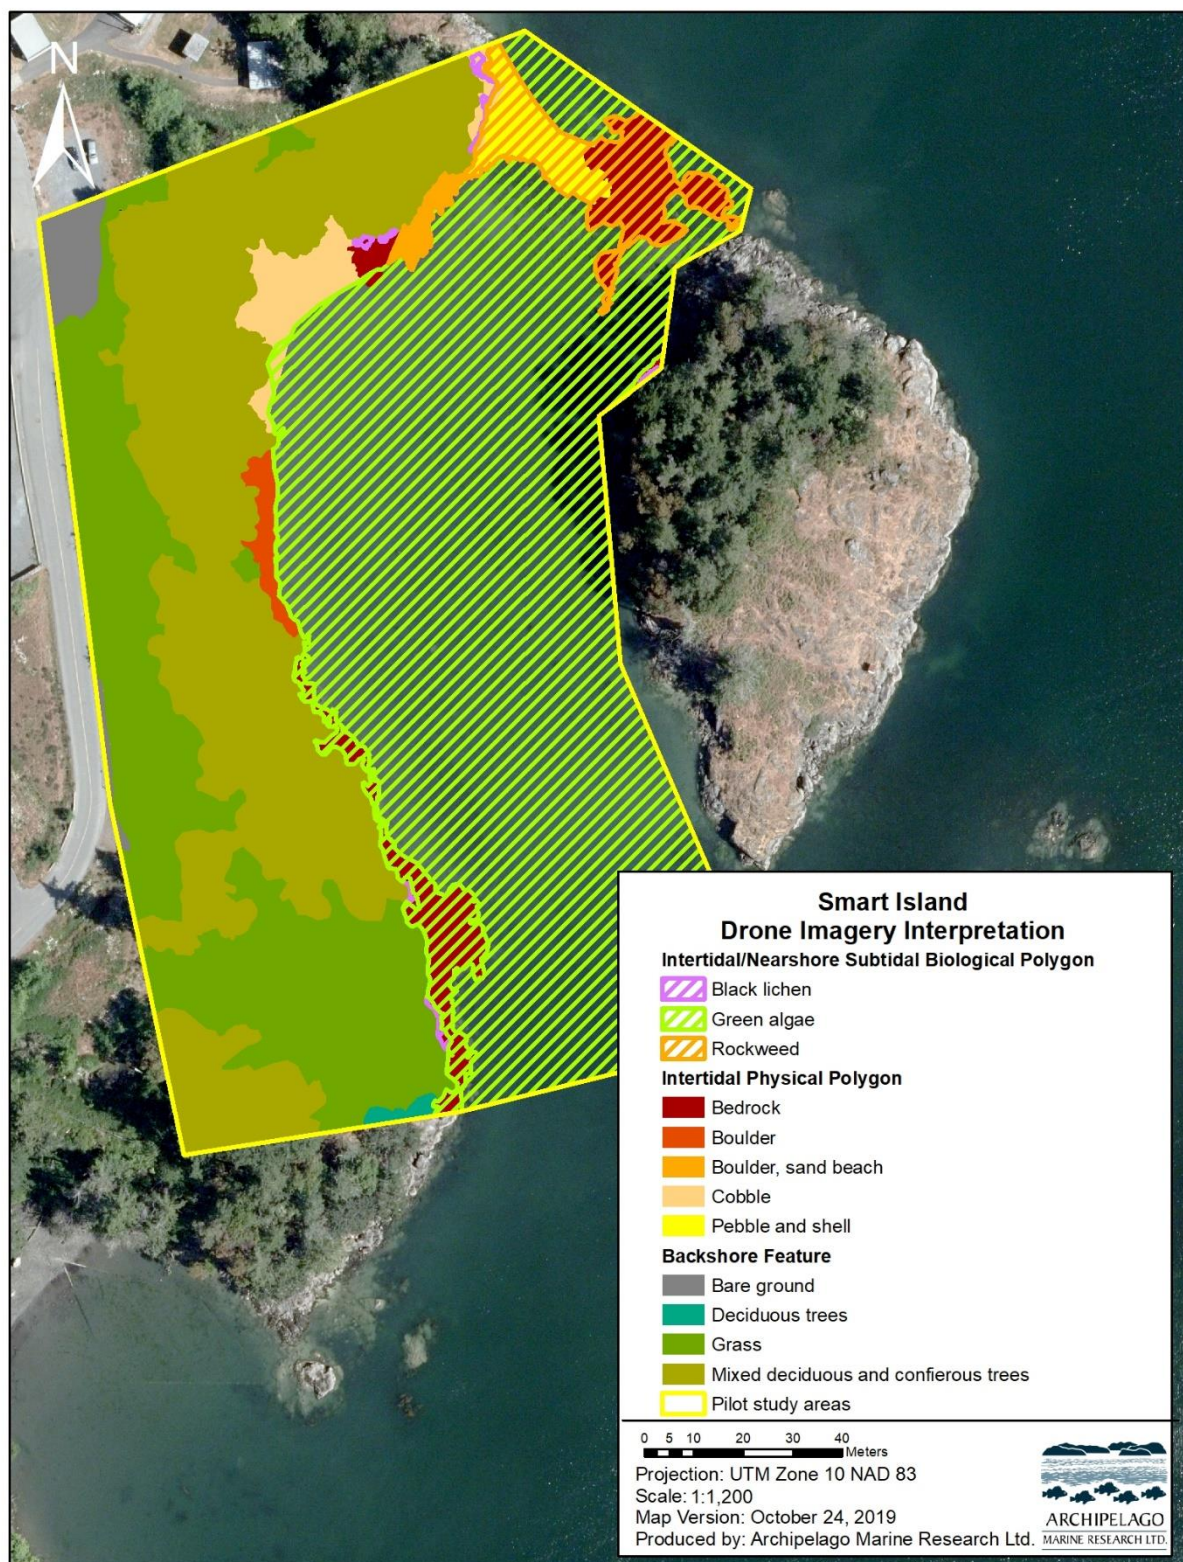 N
Smart Island
Drone Imagery Interpretation
Intertidal/Nearshore Subtidal Biological Polygon
Black lichen
Green algae
Rockweed
Intertidal Physical Polygon
Bedrock
Boulder
Boulder, sand beach
Cobble
Pebble and shell
Backshore Feature
Bare ground
Deciduous trees
Grass
Mixed deciduous and confierous trees
Pilot study areas
0 5 10 20 30 40
Meters
Projection: UTM Zone 10 NAD 83
Scale: 1:1,200
Map Version: October 24, 2019
Produced by: Archipelago Marine Research Ltd.
ARCHIPELAGO
MARINE RESEARCH LTD.